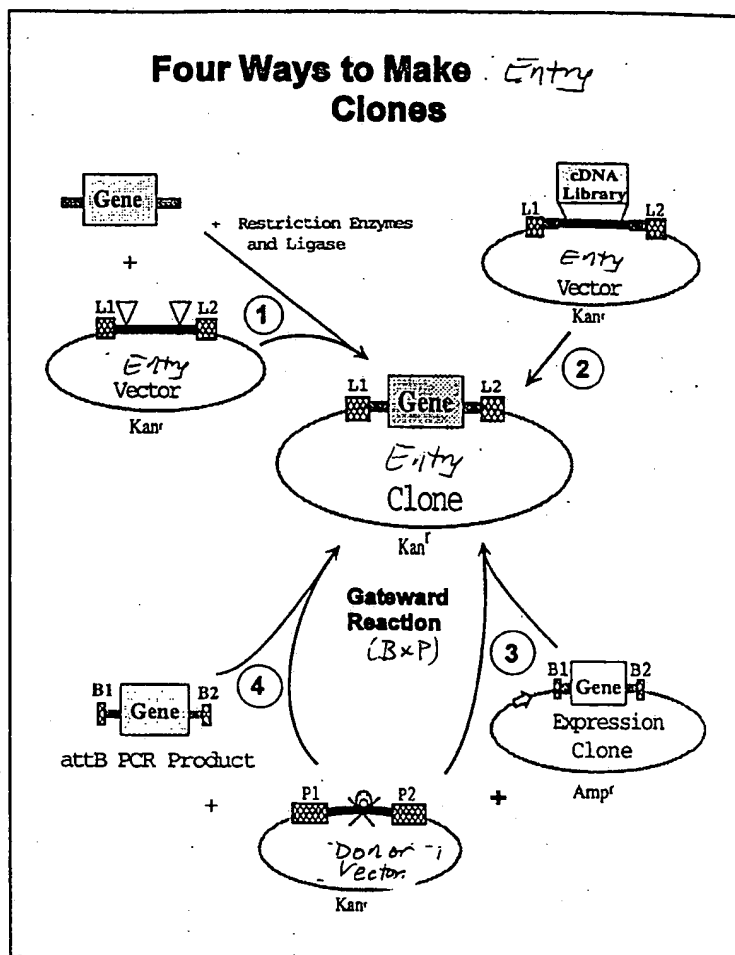 Four Ways to Make Entry
Clones
Gene
+ Restriction Enzymes
and Ligase
+
L1 L2
Entry
Vector
Kanr
1
cDNA
Library
L1 L2
Entry
Vector
Kanr
2
L1 Gene L2
Entry
Clone
Kanr
Gateward
Reaction
(B×P)
4
3
B1 Gene B2
attB PCR Product
+
B1 Gene B2
Expression
Clone
Ampr
+
P1 P2
Donor
Vector
Kanr